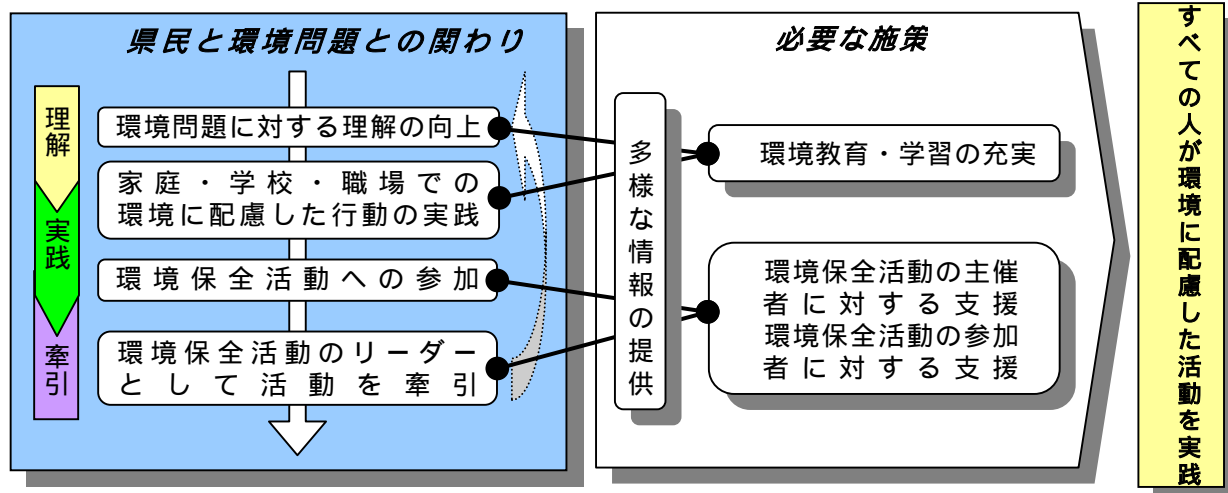 県民と環境問題との関わり
理解
実践
牽引
環境問題に対する理解の向上
家庭・学校・職場での
環境に配慮した行動の実践
環境保全活動への参加
環境保全活動のリーダー
として活動を牽引
必要な施策
多様な情報の提供
環境教育・学習の充実
環境保全活動の主催
者に対する支援
環境保全活動の参加
者に対する支援
すべての人が環境に配慮した活動を実践